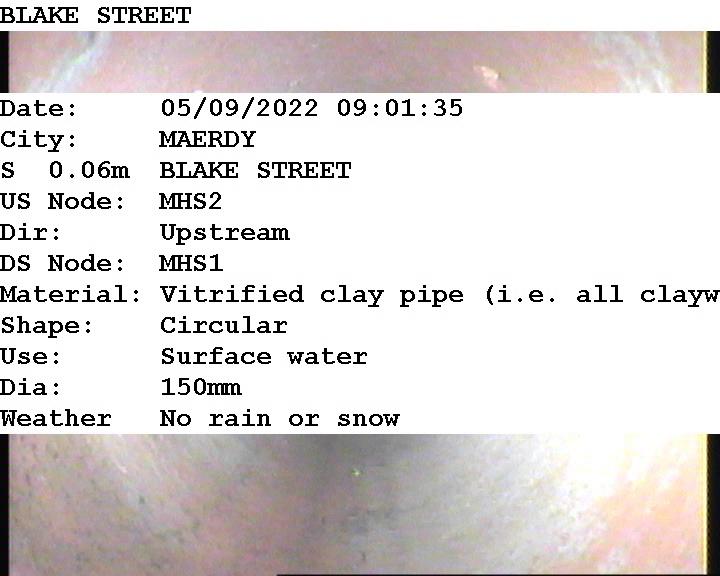 BLAKE STREET
Date: 05/09/2022 09:01:35
City: MAERDY
S 0.06m BLAKE STREET
US Node: MHS2
Dir: Upstream
DS Node: MHS1
Material: Vitrified clay pipe (i.e. all clayw
Shape: Circular
Use: Surface water
Dia: 150mm
Weather No rain or snow